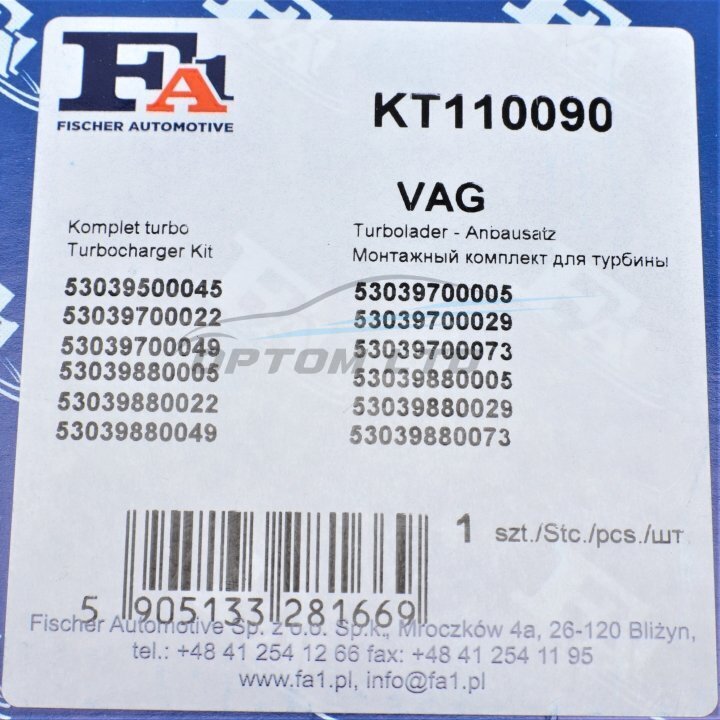 FA1
FISCHER AUTOMOTIVE
KT110090
VAG
Komplet turbo
Turbocharger Kit
Turbolader - Anbausatz
Монтажный комплект для турбины
53039500045
53039700022
53039700049
53039880005
53039880022
53039880049
53039700005
53039700029
53039700073
53039880005
53039880029
53039880073
OPTOM LTD
1 szt./Stc./pcs./шт
5 905133 281669
Fischer Automotive Sp. z o.o. Sp.k., Mroczków 4a, 26-120 Bliżyn,
tel.: +48 41 254 12 66 fax: +48 41 254 11 95
www.fa1.pl, info@fa1.pl